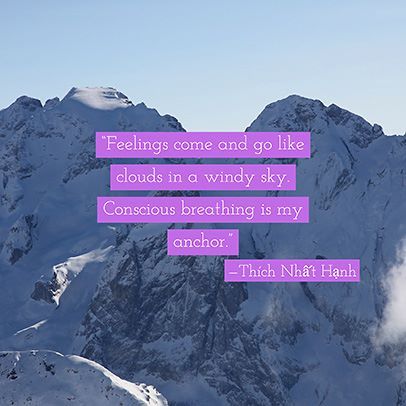 “Feelings come and go like
clouds in a windy sky.
Conscious breathing is my
anchor.”
—Thích Nhất Hạnh